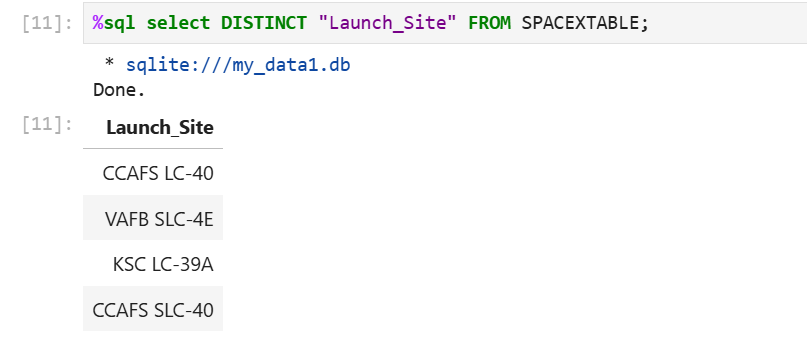 [11]: %sql select DISTINCT "Launch_Site" FROM SPACEXTABLE;
* sqlite:///my_data1.db
Done.
[11]: Launch_Site
CCAFS LC-40
VAFB SLC-4E
KSC LC-39A
CCAFS SLC-40